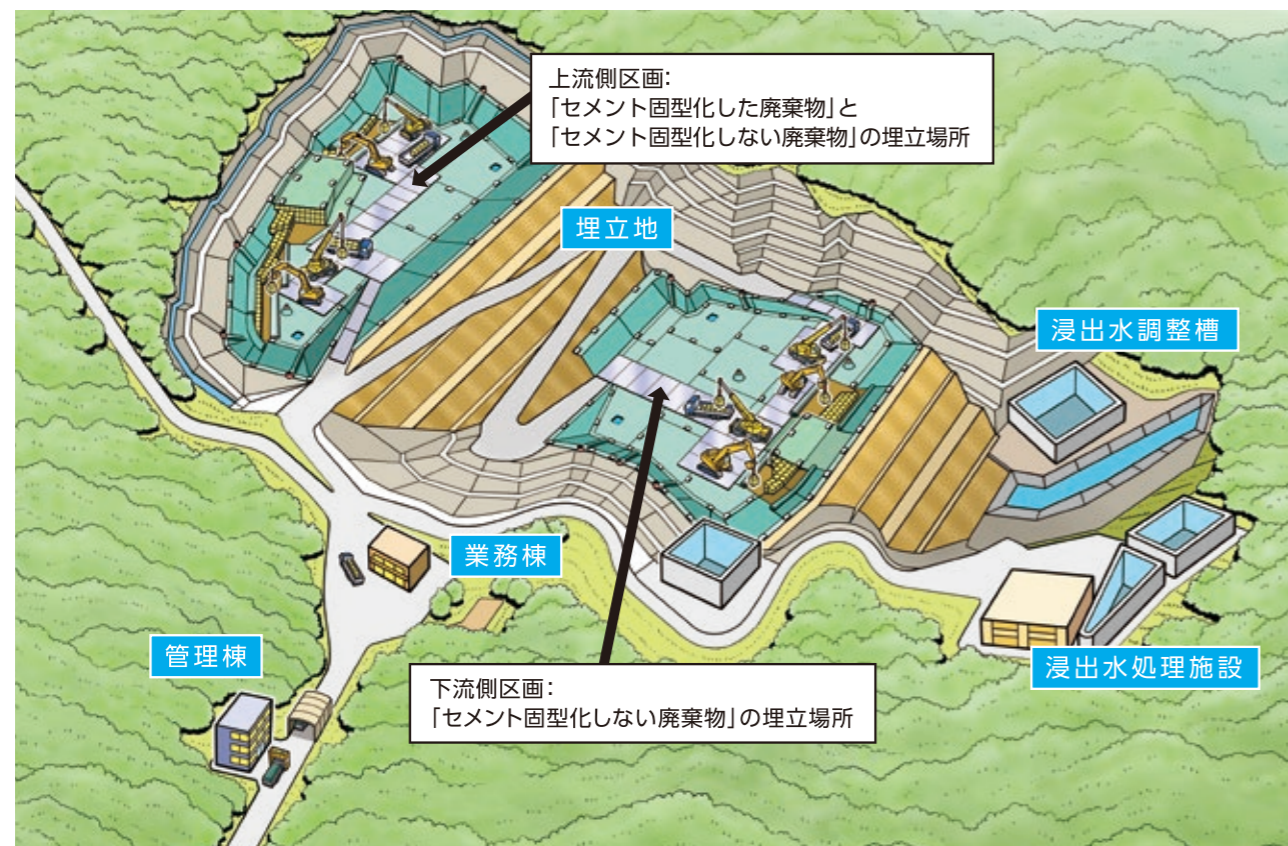 上流側区画:
「セメント固型化した廃棄物」と
「セメント固型化しない廃棄物」の埋立場所
埋立地
浸出水調整槽
業務棟
管理棟
浸出水処理施設
下流側区画:
「セメント固型化しない廃棄物」の埋立場所